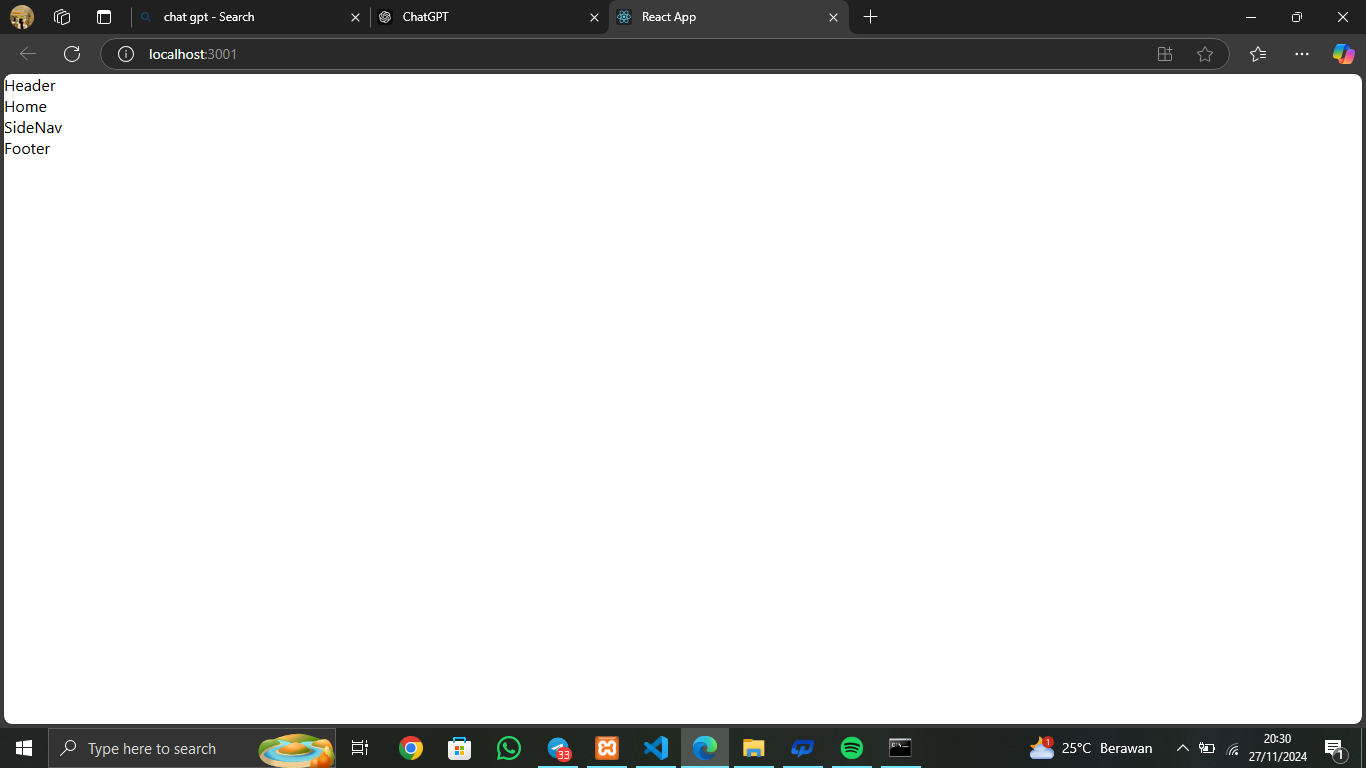 chat gpt - Search
ChatGPT
React App
localhost:3001
Header
Home
SideNav
Footer
Type here to search
33
1
25°C Berawan
20:30
27/11/2024
1